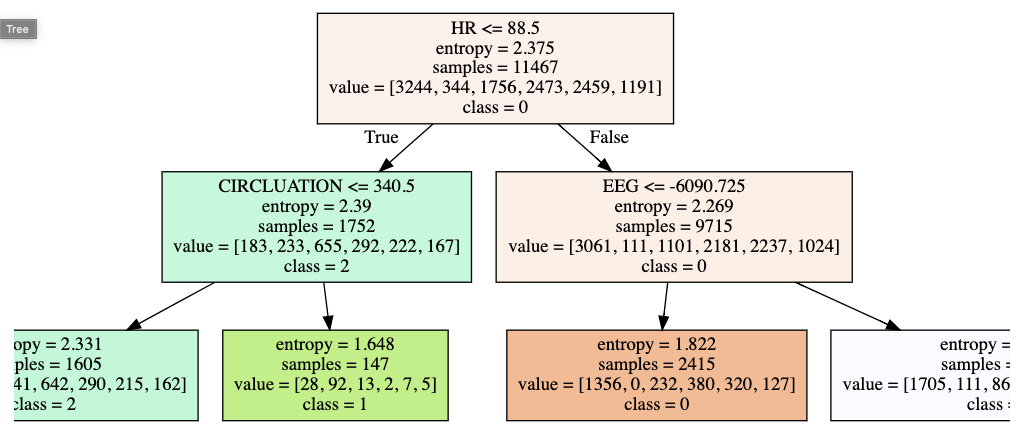 Tree
HR <= 88.5
entropy = 2.375
samples = 11467
value = [3244, 344, 1756, 2473, 2459, 1191]
class = 0
True
False
CIRCLUATION <= 340.5
entropy = 2.39
samples = 1752
value = [183, 233, 655, 292, 222, 167]
class = 2
EEG <= -6090.725
entropy = 2.269
samples = 9715
value = [3061, 111, 1101, 2181, 2237, 1024]
class = 0
opy = 2.331
ples = 1605
41, 642, 290, 215, 162]
class = 2
entropy = 1.648
samples = 147
value = [28, 92, 13, 2, 7, 5]
class = 1
entropy = 1.822
samples = 2415
value = [1356, 0, 232, 380, 320, 127]
class = 0
entropy =
samples =
value = [1705, 111, 86
class =